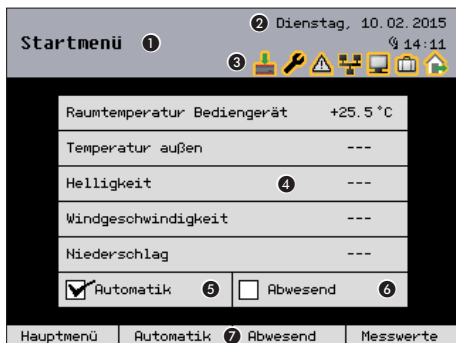 ❷ Dienstag, 10.02.2015
Startmenü ❶
14:11
❸
Raumtemperatur Bediengerät +25.5°C
Temperatur außen ---
Helligkeit ❹ ---
Windgeschwindigkeit ---
Niederschlag ---
Automatik ❺ Abwesend ❻
Hauptmenü Automatik ❼ Abwesend Messwerte